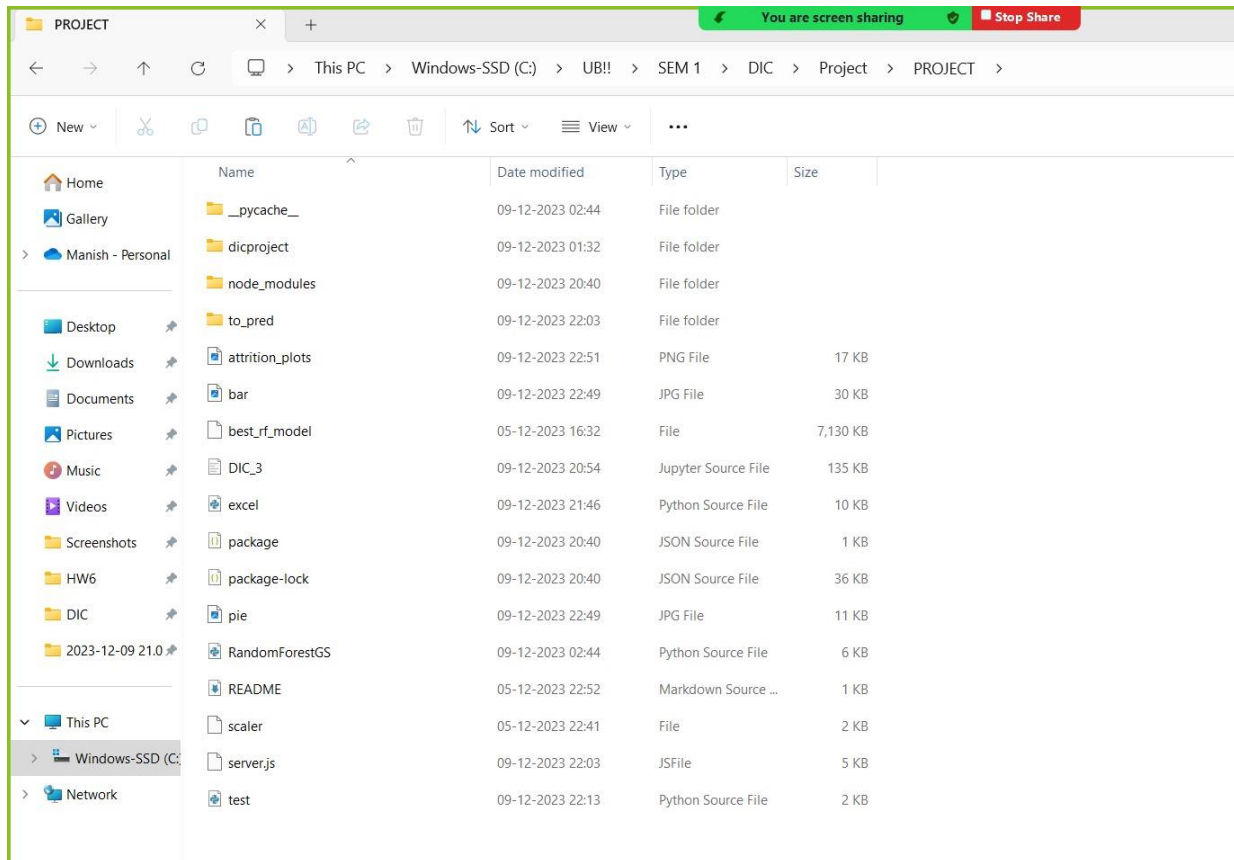 PROJECT
You are screen sharing Stop Share
This PC > Windows-SSD (C:) > UB!! > SEM 1 > DIC > Project > PROJECT >
New Sort View ...
Name Date modified Type Size
Home
Gallery
Manish - Personal
Desktop
Downloads
Documents
Pictures
Music
Videos
Screenshots
HW6
DIC
2023-12-09 21.0
This PC
Windows-SSD (C:
Network
__pycache__ 09-12-2023 02:44 File folder
dicproject 09-12-2023 01:32 File folder
node_modules 09-12-2023 20:40 File folder
to_pred 09-12-2023 22:03 File folder
attrition_plots 09-12-2023 22:51 PNG File 17 KB
bar 09-12-2023 22:49 JPG File 30 KB
best_rf_model 05-12-2023 16:32 File 7,130 KB
DIC_3 09-12-2023 20:54 Jupyter Source File 135 KB
excel 09-12-2023 21:46 Python Source File 10 KB
package 09-12-2023 20:40 JSON Source File 1 KB
package-lock 09-12-2023 20:40 JSON Source File 36 KB
pie 09-12-2023 22:49 JPG File 11 KB
RandomForestGS 09-12-2023 02:44 Python Source File 6 KB
README 05-12-2023 22:52 Markdown Source ... 1 KB
scaler 05-12-2023 22:41 File 2 KB
server.js 09-12-2023 22:03 JSFile 5 KB
test 09-12-2023 22:13 Python Source File 2 KB